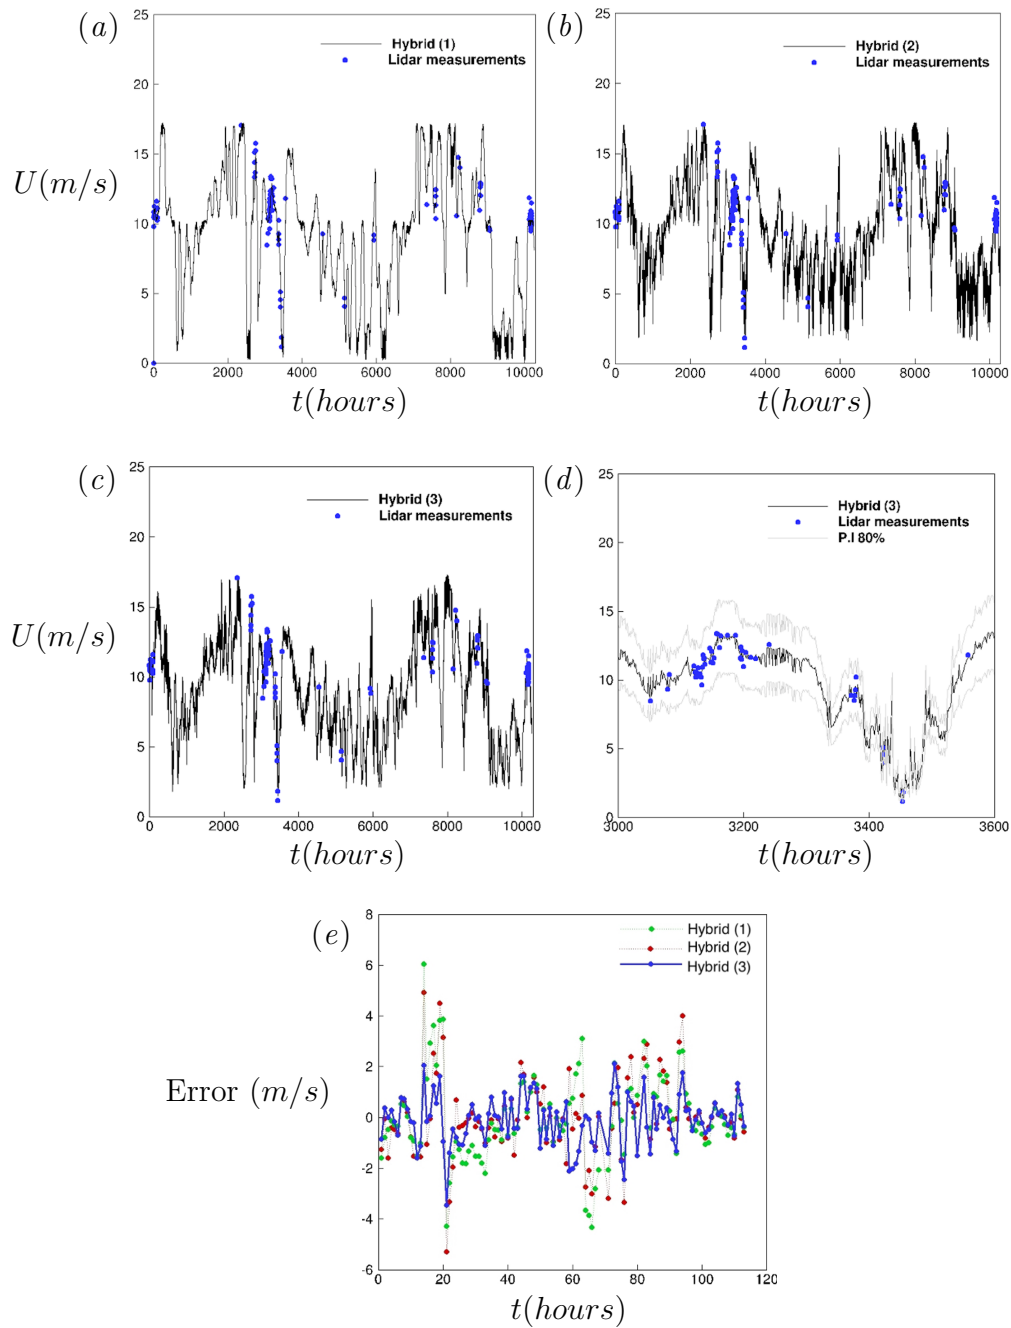 (a)
25
20
15
10
5
0
U(m/s)
Hybrid (1)
Lidar measurements
0 2000 4000 6000 8000 10000
t(hours)
(b)
25
20
15
10
5
0
Hybrid (2)
Lidar measurements
0 2000 4000 6000 8000 10000
t(hours)
(c)
25
20
15
10
5
0
U(m/s)
Hybrid (3)
Lidar measurements
0 2000 4000 6000 8000 10000
t(hours)
(d)
25
20
15
10
5
0
Hybrid (3)
Lidar measurements
P.I 80%
3000 3200 3400 3600
t(hours)
(e)
8
6
4
2
0
-2
-4
-6
Error (m/s)
Hybrid (1)
Hybrid (2)
Hybrid (3)
0 20 40 60 80 100 120
t(hours)